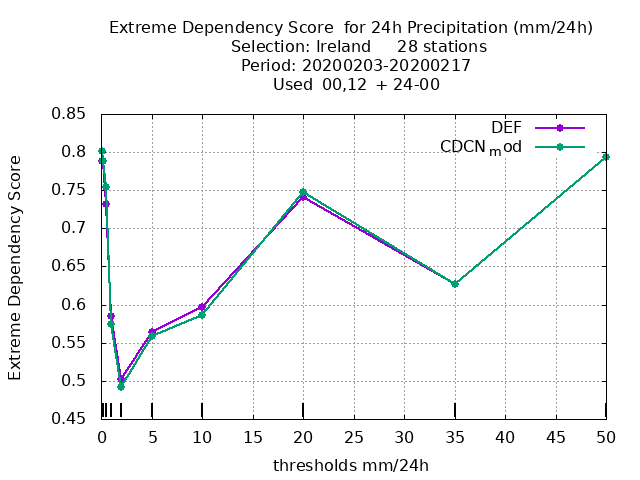 Extreme Dependency Score  for 24h Precipitation (mm/24h)
Selection: Ireland     28 stations
Period: 20200203-20200217
Used  00,12  + 24-00
DEF
CDCN_mod
Extreme Dependency Score
0.85
0.8
0.75
0.7
0.65
0.6
0.55
0.5
0.45
0 5 10 15 20 25 30 35 40 45 50
thresholds mm/24h